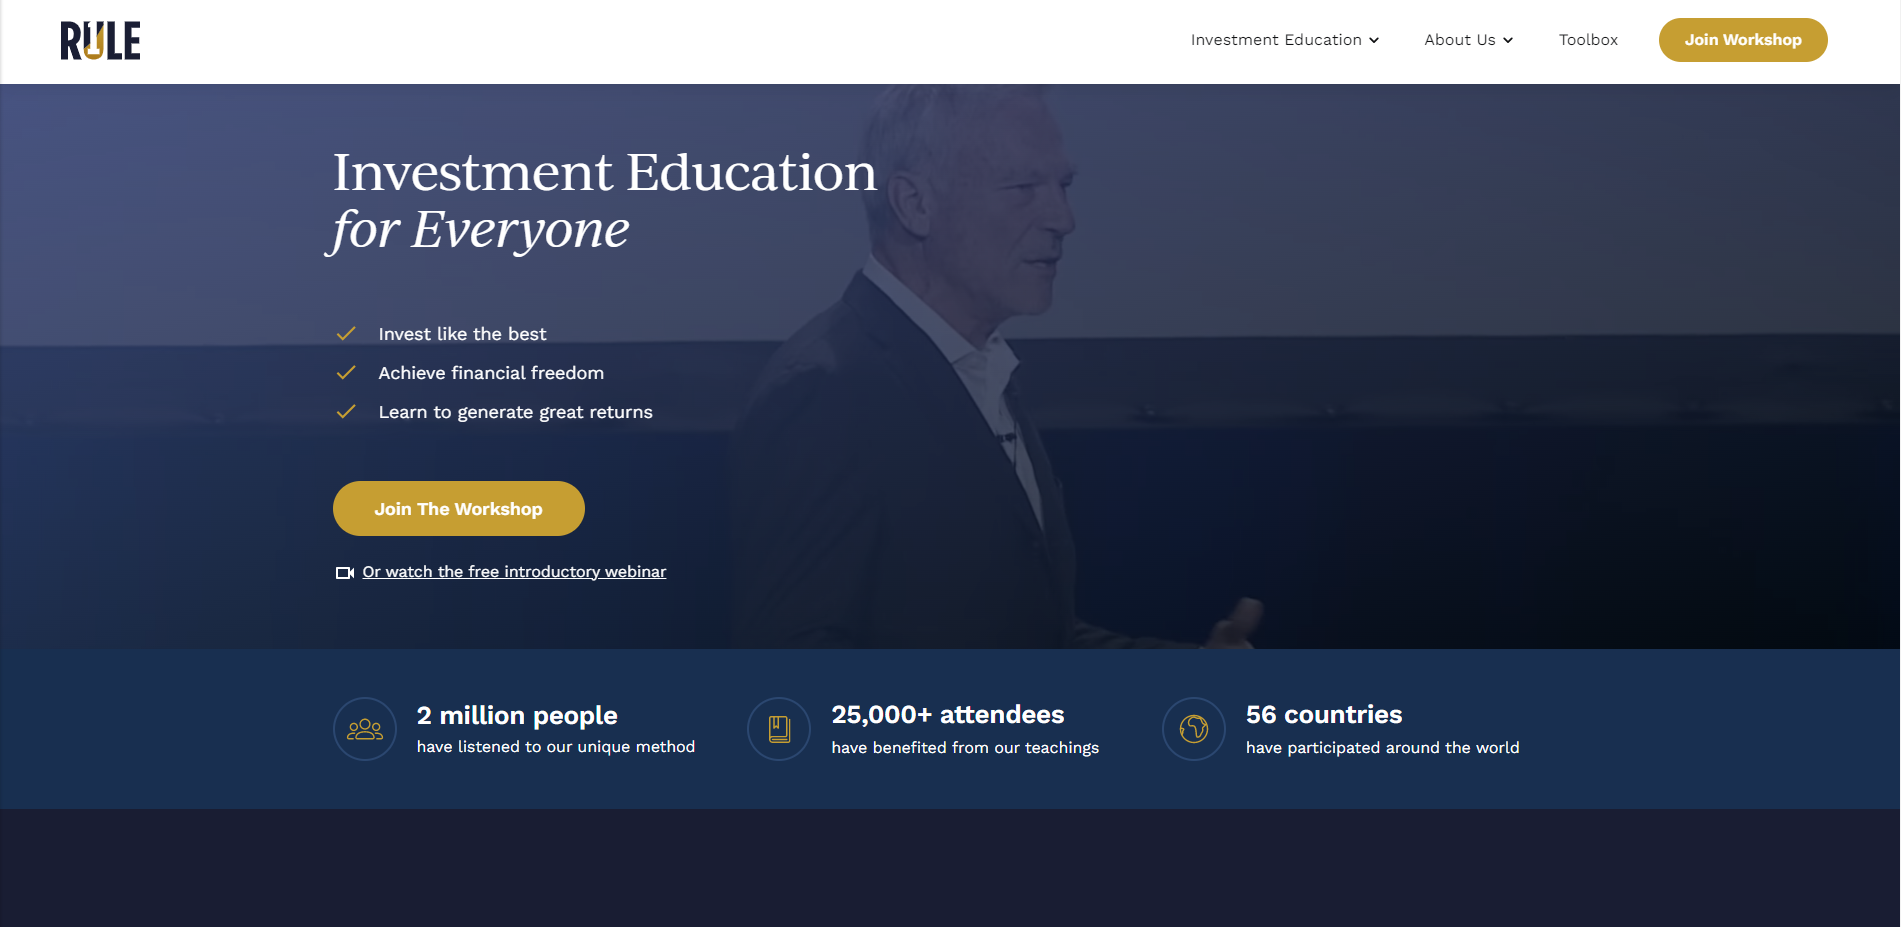 RULE
Investment Education
About Us
Toolbox
Join Workshop
Investment Education
for Everyone
Invest like the best
Achieve financial freedom
Learn to generate great returns
Join The Workshop
Or watch the free introductory webinar
2 million people
have listened to our unique method
25,000+ attendees
have benefited from our teachings
56 countries
have participated around the world